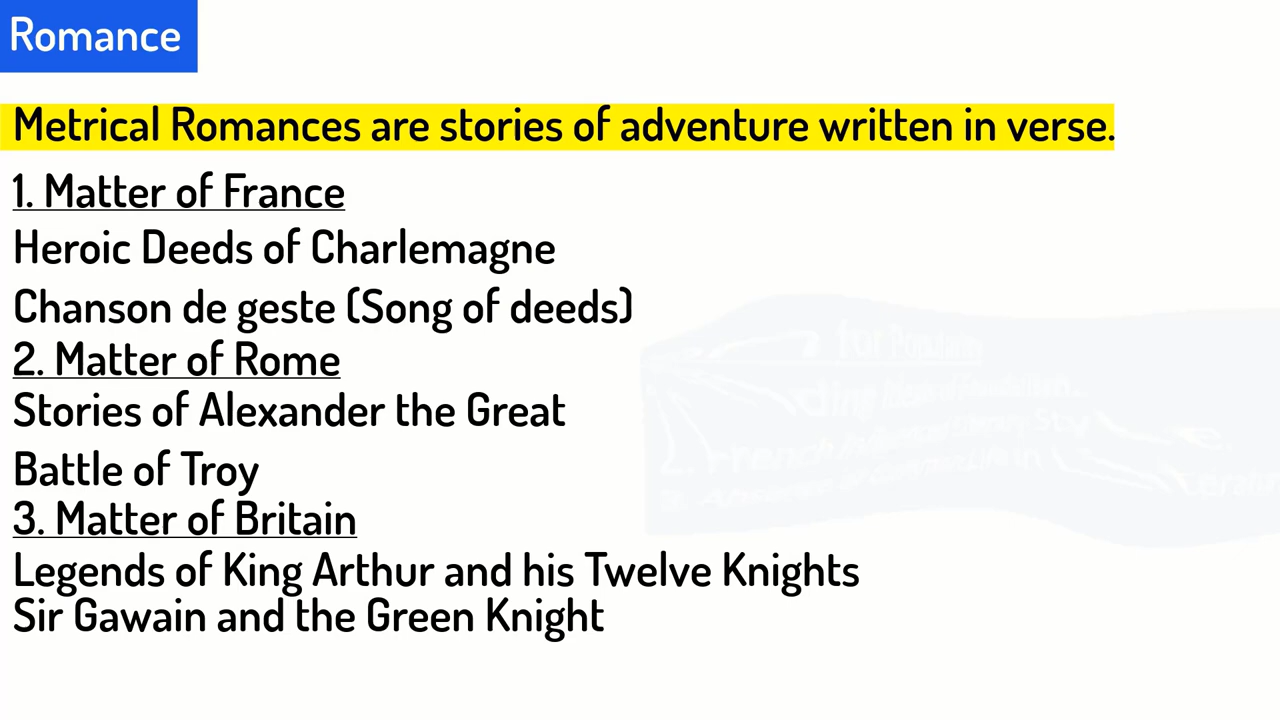 Romance
Metrical Romances are stories of adventure written in verse.
1. Matter of France
Heroic Deeds of Charlemagne
Chanson de geste (Song of deeds)
2. Matter of Rome
Stories of Alexander the Great
Battle of Troy
3. Matter of Britain
Legends of King Arthur and his Twelve Knights
Sir Gawain and the Green Knight